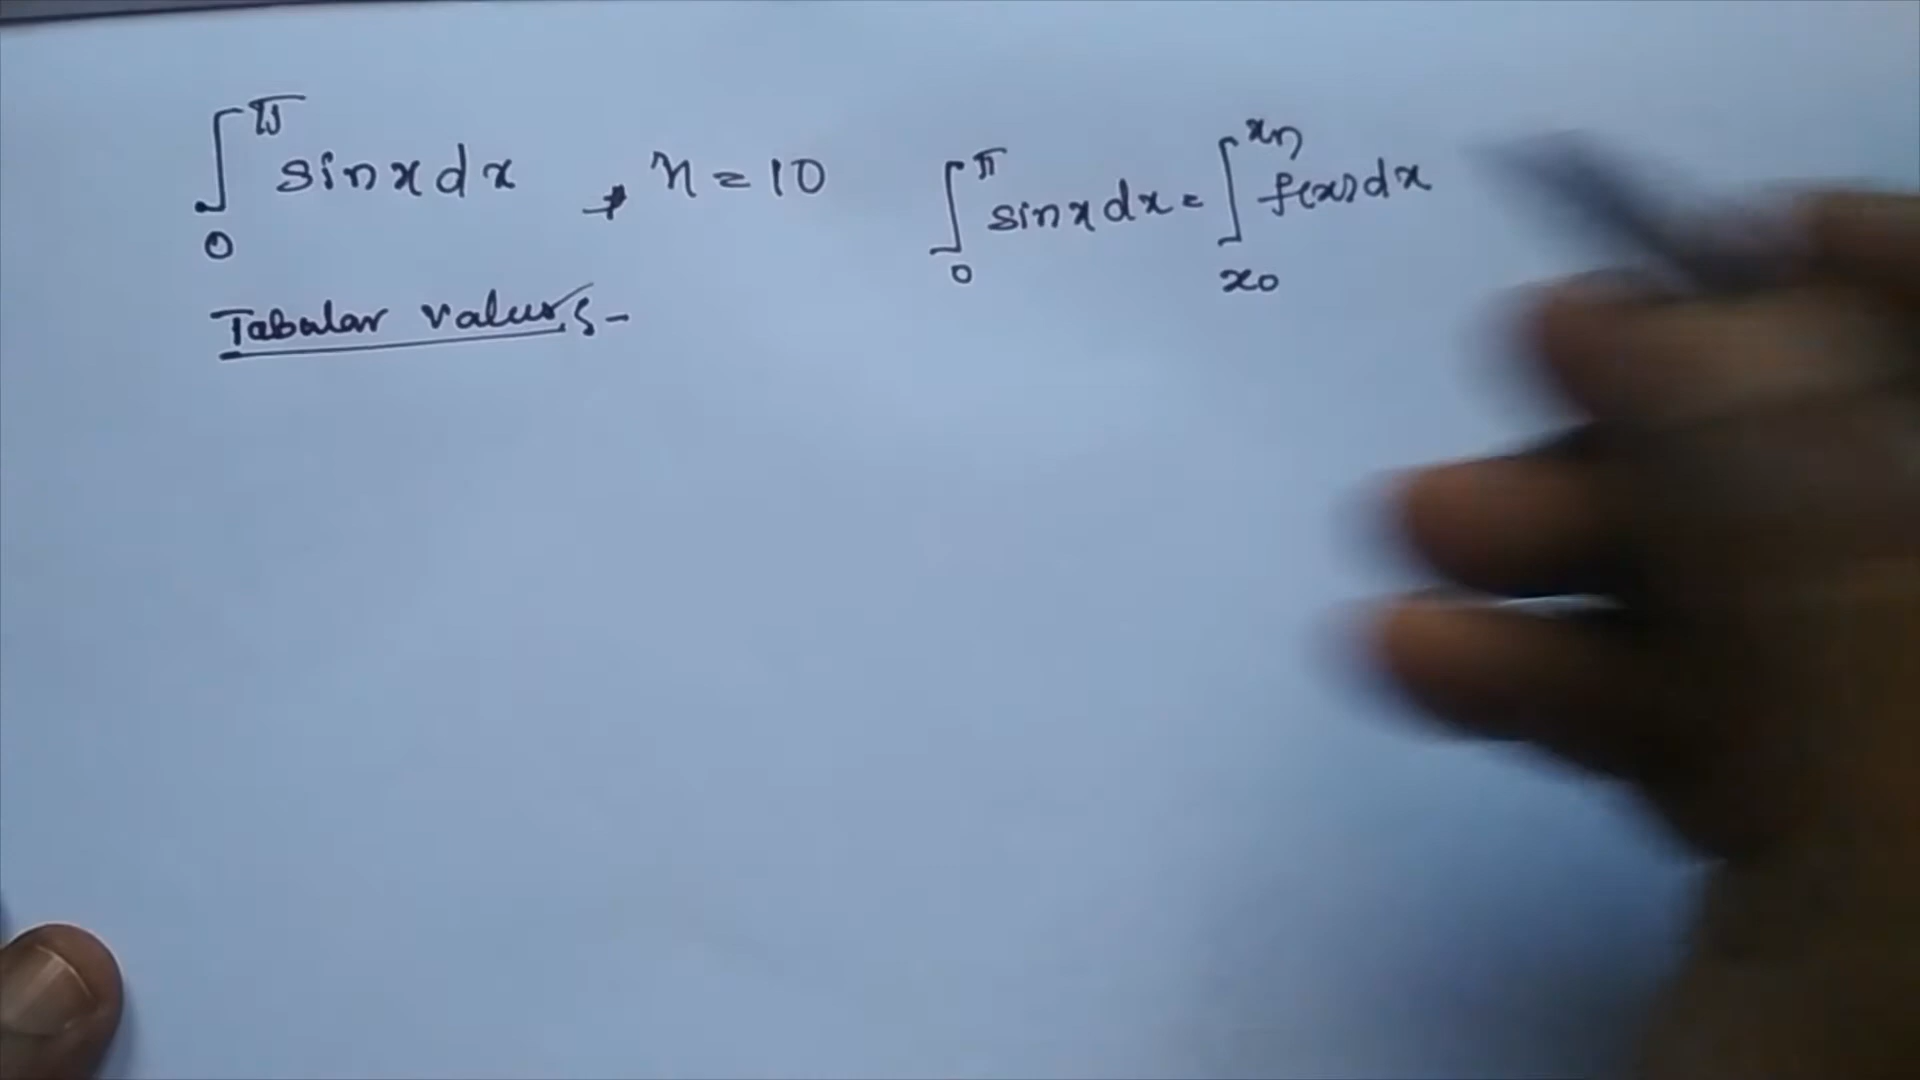 ∫₀^π sin x dx , n = 10
∫₀^π sin x dx = ∫_{x₀}^{xₙ} f(x) dx
Tabular values -